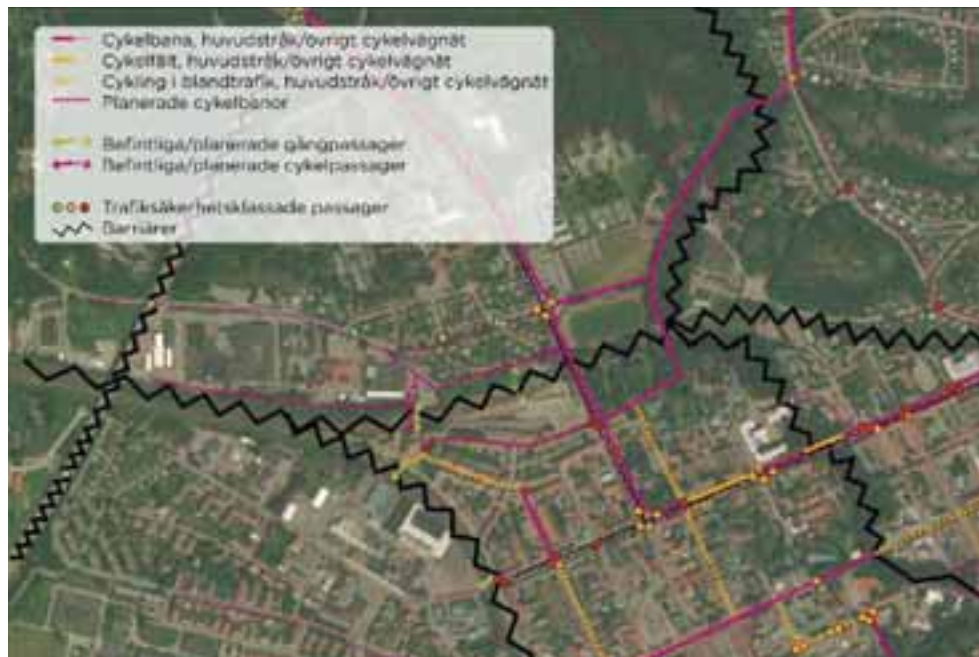 Cykelbana, huvudstråk/övrigt cykelvägnät
Cykelfält, huvudstråk/övrigt cykelvägnät
Cykling i blandtrafik, huvudstråk/övrigt cykelvägnät
Planerade cykelbanor
Befintliga/planerade gångpassager
Befintliga/planerade cykelpassager
Trafiksäkerhetsklassade passager
Barriärer